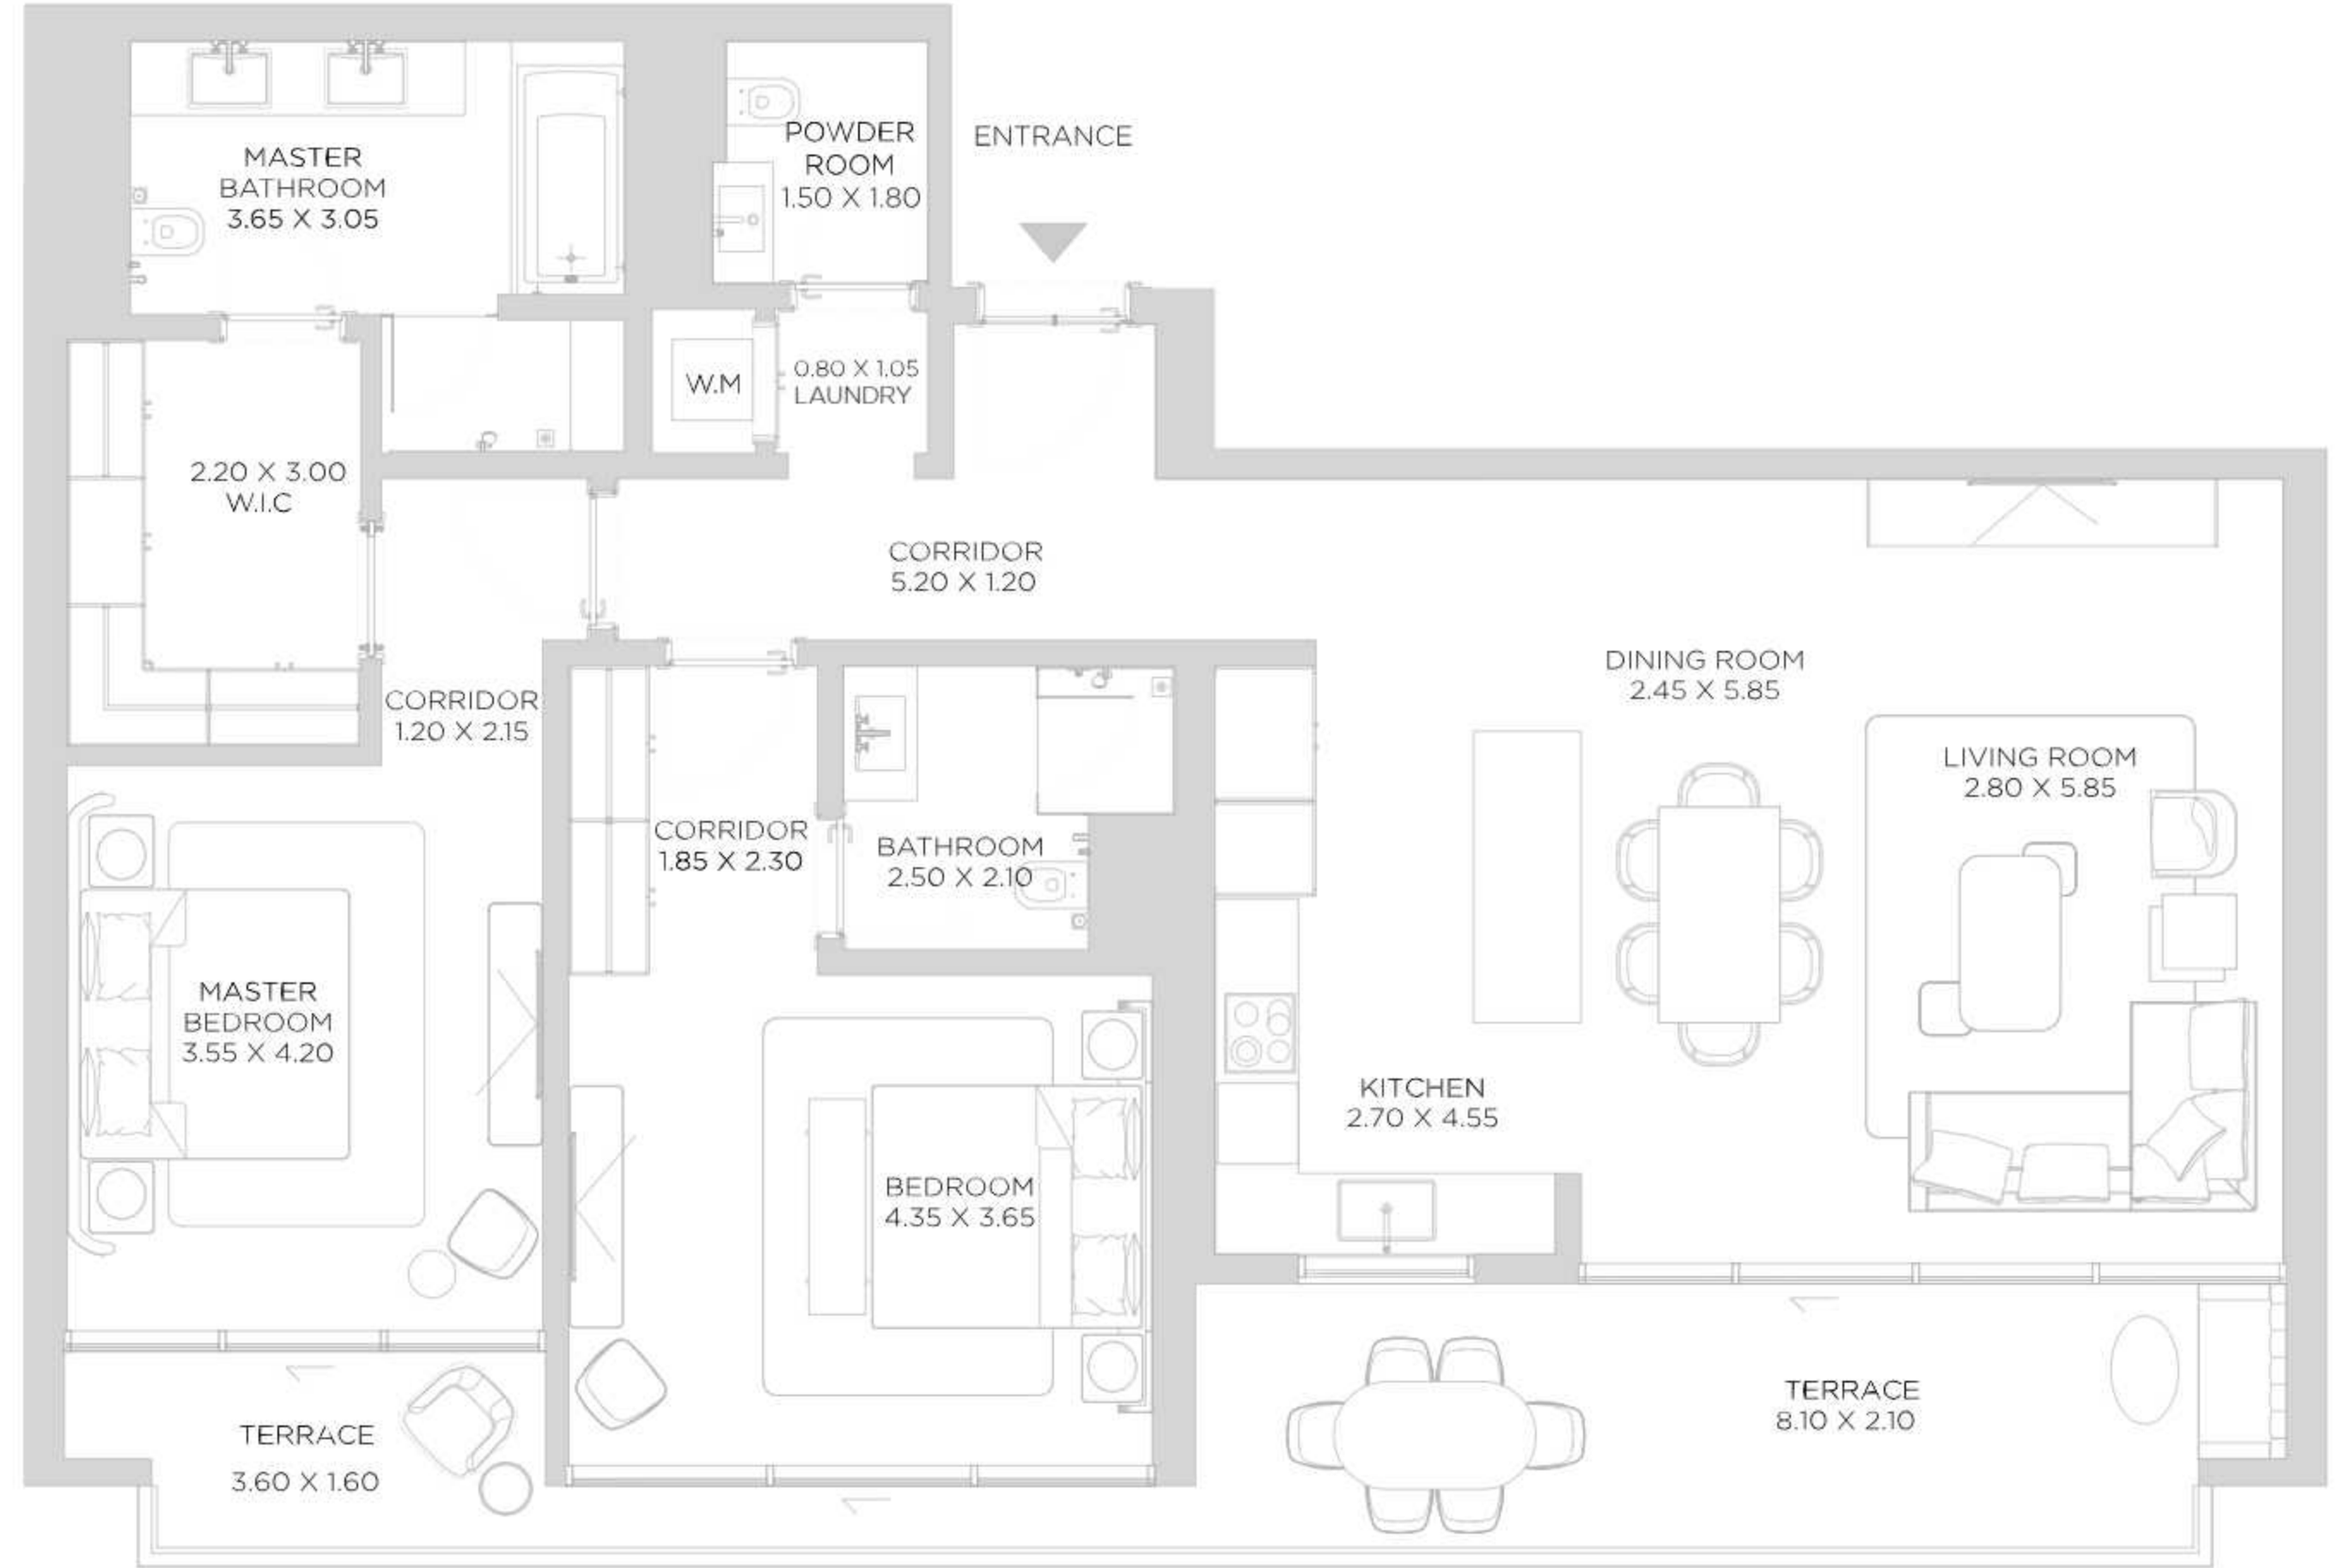 MASTER
BATHROOM
3.65 X 3.05
POWDER
ROOM
1.50 X 1.80
ENTRANCE
W.M
0.80 X 1.05
LAUNDRY
2.20 X 3.00
W.I.C
CORRIDOR
5.20 X 1.20
DINING ROOM
2.45 X 5.85
CORRIDOR
1.20 X 2.15
LIVING ROOM
2.80 X 5.85
CORRIDOR
1.85 X 2.30
BATHROOM
2.50 X 2.10
MASTER
BEDROOM
3.55 X 4.20
KITCHEN
2.70 X 4.55
BEDROOM
4.35 X 3.65
TERRACE
3.60 X 1.60
TERRACE
8.10 X 2.10